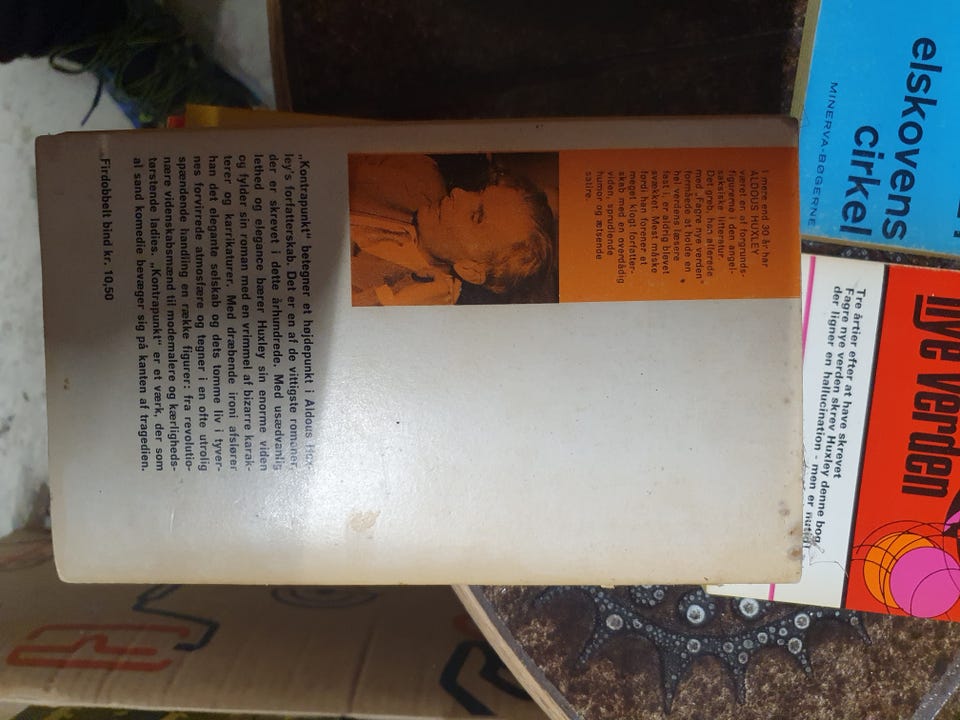 I mere end 30 år har
ALDOUS HUXLEY
været en af forgrunds-
figurerne i den angel-
saksiske litteratur.
Det greb, han allerede
med „Fagre nye verden"
formåede at holde en
hel verdens læsere
fast i, er aldrig blevet
svækket. Mest måske
fordi han forener et
meget klogt forfatter-
skab med en overdådig
viden, spændende
humor og ætsende
satire.
„Kontrapunkt" betegner et højdepunkt i Aldous Hux-
ley's forfatterskab. Det er en af de vittigste romaner,
der er skrevet i dette århundrede. Med usædvanlig
lethed og elegance bærer Huxley sin enorme viden
og fylder sin roman med en vrimmel af bizarre karak-
terer og karrikaturer. Med dræbende ironi afslører
han det elegante selskab og dets tomme liv i tyver-
nes forvirrede atmosfære og tegner i en ofte utrolig
spændende handling en række figurer: fra revolutio-
nære videnskabsmænd til modemalere og kærligheds-
tørstende ladies. „Kontrapunkt" er et værk, der som
al sand komedie bevæger sig på kanten af tragedien.
Firdobbelt bind kr. 10,50
elskovens
cirkel
MINERVA-BØGERNE
nye verden
Tre årtier efter at have skrevet
Fagre nye verden skrev Huxley denne bog,
der ligner en hallucination - men er nutid!